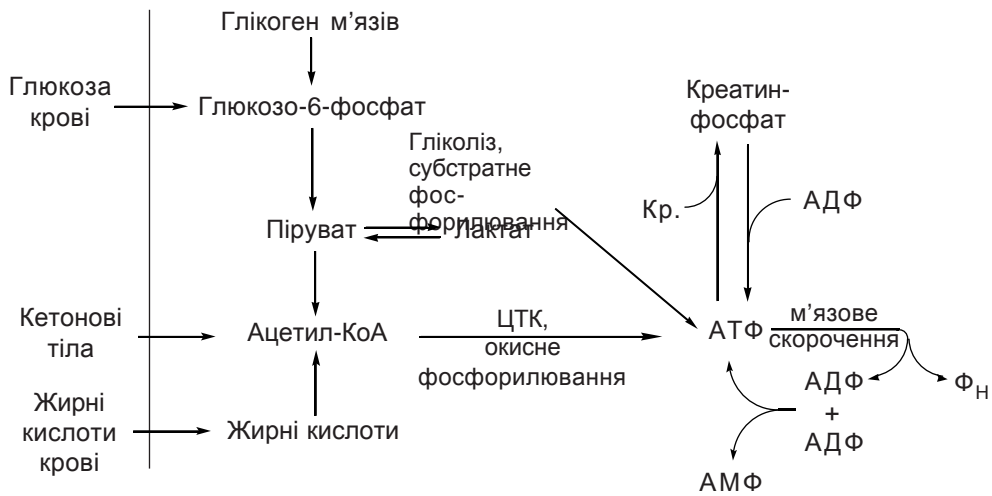 Глікоген м’язів
Глюкоза
крові
Глюкозо-6-фосфат
Креатин-
фосфат
Гліколіз,
субстратне
фос-
форилювання
Кр.
АДФ
Піруват
Лактат
Кетонові
тіла
Ацетил-КоА
ЦТК,
окисне
фосфорилювання
АТФ
м’язове
скорочення
АДФ
+
АДФ
Фн
Жирні
кислоти
крові
Жирні кислоти
АМФ